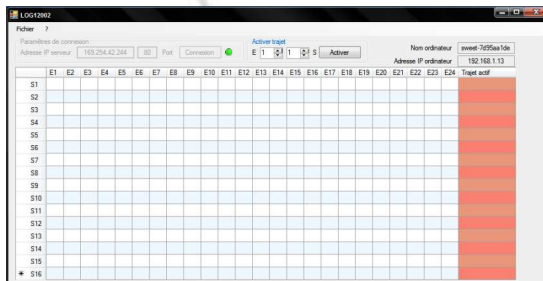 LOG12002
Fichier ?
Paramètres de connexion
Adresse IP serveur 169.254.42.244 80 Port Connexion
Activer trajet
E 1 / 1 S Activer
Nom ordinateur sweet-7d95aa1de
Adresse IP ordinateur 192.168.1.13
E1 E2 E3 E4 E5 E6 E7 E8 E9 E10 E11 E12 E13 E14 E15 E16 E17 E18 E19 E20 E21 E22 E23 E24 Trajet actif
S1
S2
S3
S4
S5
S6
S7
S8
S9
S10
S11
S12
S13
S14
S15
S16